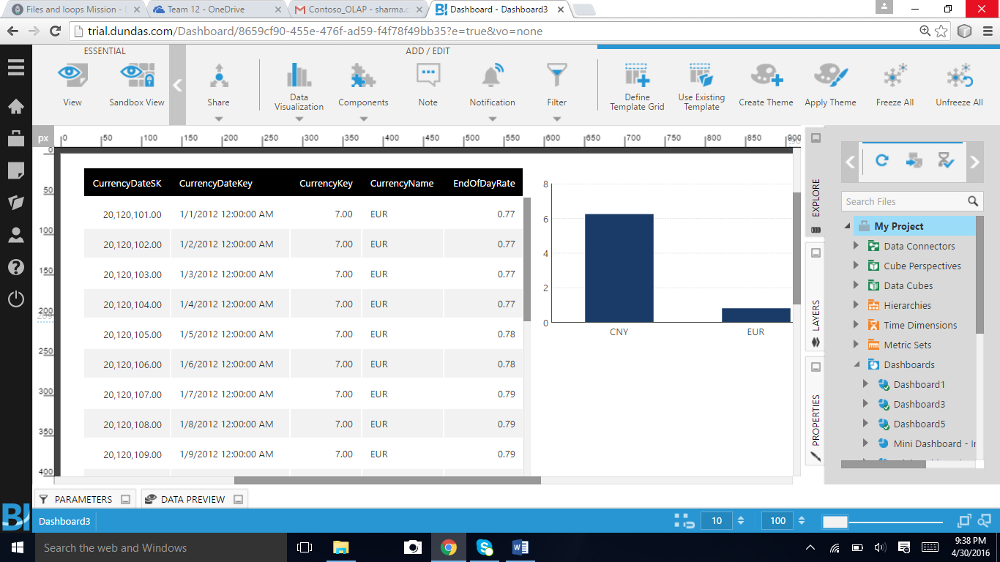 Files and loops Mission -
Team 12 - OneDrive
Contoso_OLAP - sharma.
Dashboard - Dashboard3
trial.dundas.com/Dashboard/8659cf90-455e-476f-ad59-f4f78f49bb35?e=true&vo=none
ESSENTIAL
ADD / EDIT
View
Sandbox View
Share
Data Visualization
Components
Note
Notification
Filter
Define Template Grid
Use Existing Template
Create Theme
Apply Theme
Freeze All
Unfreeze All
px
0 50 100 150 200 250 300 350 400 450 500 550 600 650 700 750 800 850 900
0
50
100
150
200
250
300
350
400
CurrencyDateSK CurrencyDateKey CurrencyKey CurrencyName EndOfDayRate
20,120,101.00 1/1/2012 12:00:00 AM 7.00 EUR 0.77
20,120,102.00 1/2/2012 12:00:00 AM 7.00 EUR 0.77
20,120,103.00 1/3/2012 12:00:00 AM 7.00 EUR 0.77
20,120,104.00 1/4/2012 12:00:00 AM 7.00 EUR 0.77
20,120,105.00 1/5/2012 12:00:00 AM 7.00 EUR 0.78
20,120,106.00 1/6/2012 12:00:00 AM 7.00 EUR 0.78
20,120,107.00 1/7/2012 12:00:00 AM 7.00 EUR 0.79
20,120,108.00 1/8/2012 12:00:00 AM 7.00 EUR 0.79
20,120,109.00 1/9/2012 12:00:00 AM 7.00 EUR 0.79
8
6
4
2
0
CNY EUR
EXPLORE
LAYERS
PROPERTIES
Search Files
My Project
Data Connectors
Cube Perspectives
Data Cubes
Hierarchies
Time Dimensions
Metric Sets
Dashboards
Dashboard1
Dashboard3
Dashboard5
Mini Dashboard -
PARAMETERS
DATA PREVIEW
BI
Dashboard3
10
100
Search the web and Windows
9:38 PM
4/30/2016